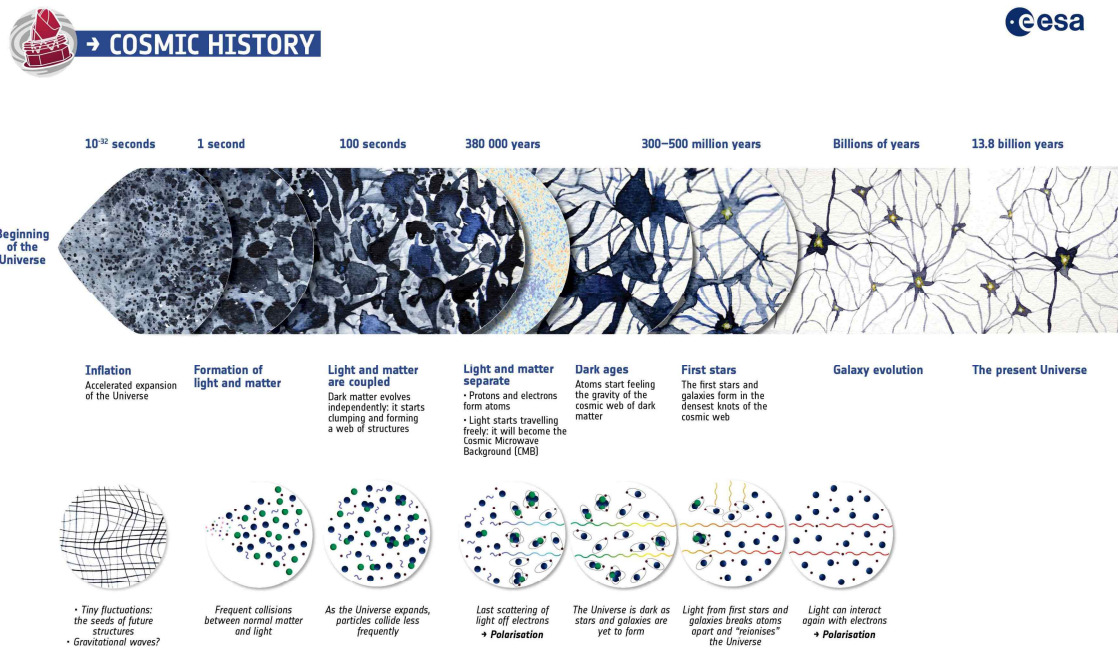 → COSMIC HISTORY
esa
10⁻³² seconds
1 second
100 seconds
380 000 years
300–500 million years
Billions of years
13.8 billion years
Beginning
of the
Universe
Inflation
Accelerated expansion
of the Universe
Formation of
light and matter
Light and matter
are coupled
Dark matter evolves
independently: it starts
clumping and forming
a web of structures
Light and matter
separate
• Protons and electrons
form atoms
• Light starts travelling
freely: it will become the
Cosmic Microwave
Background (CMB)
Dark ages
Atoms start feeling
the gravity of the
cosmic web of dark
matter
First stars
The first stars and
galaxies form in the
densest knots of the
cosmic web
Galaxy evolution
The present Universe
• Tiny fluctuations:
the seeds of future
structures
• Gravitational waves?
Frequent collisions
between normal matter
and light
As the Universe expands,
particles collide less
frequently
Last scattering of
light off electrons
→ Polarisation
The Universe is dark as
stars and galaxies are
yet to form
Light from first stars and
galaxies breaks atoms
apart and “reionises”
the Universe
Light can interact
again with electrons
→ Polarisation